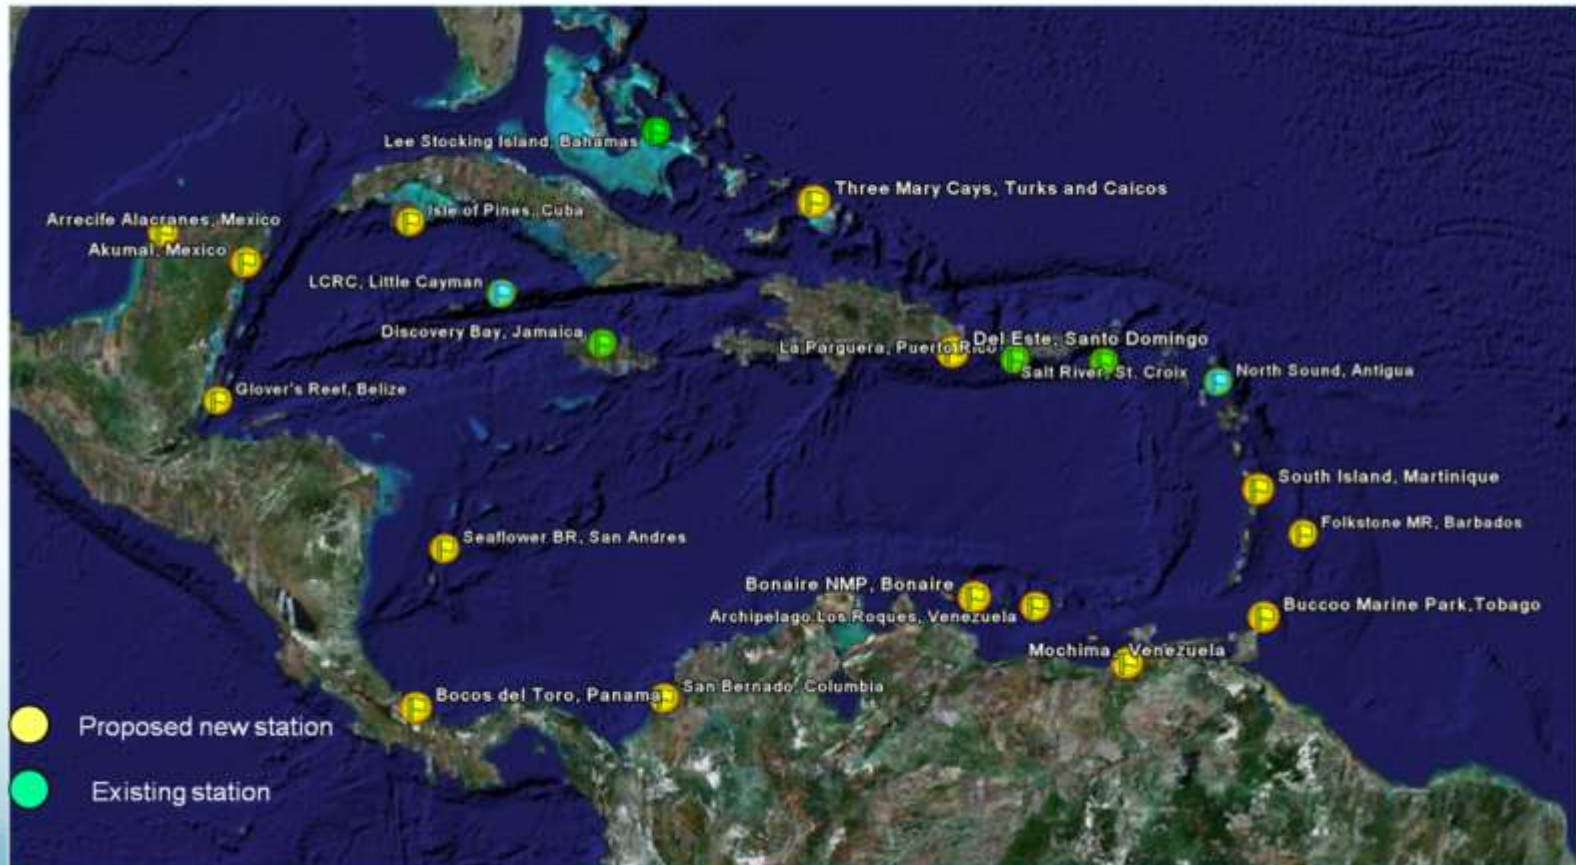 Lee Stocking Island, Bahamas
Three Mary Cays, Turks and Caicos
Isle of Pines, Cuba
Arrecife Alacranes, Mexico
Akumal, Mexico
LCRC, Little Cayman
Discovery Bay, Jamaica
Del Este, Santo Domingo
La Parguera, Puerto Rico
Salt River, St. Croix
North Sound, Antigua
Glover's Reef, Belize
South Island, Martinique
Folkstone MR, Barbados
Seaflower BR, San Andres
Bonaire NMP, Bonaire
Archipelago Los Roques, Venezuela
Buccoo Marine Park,Tobago
Mochima , Venezuela
San Bernado, Columbia
Bocos del Toro, Panama
Proposed new station
Existing station